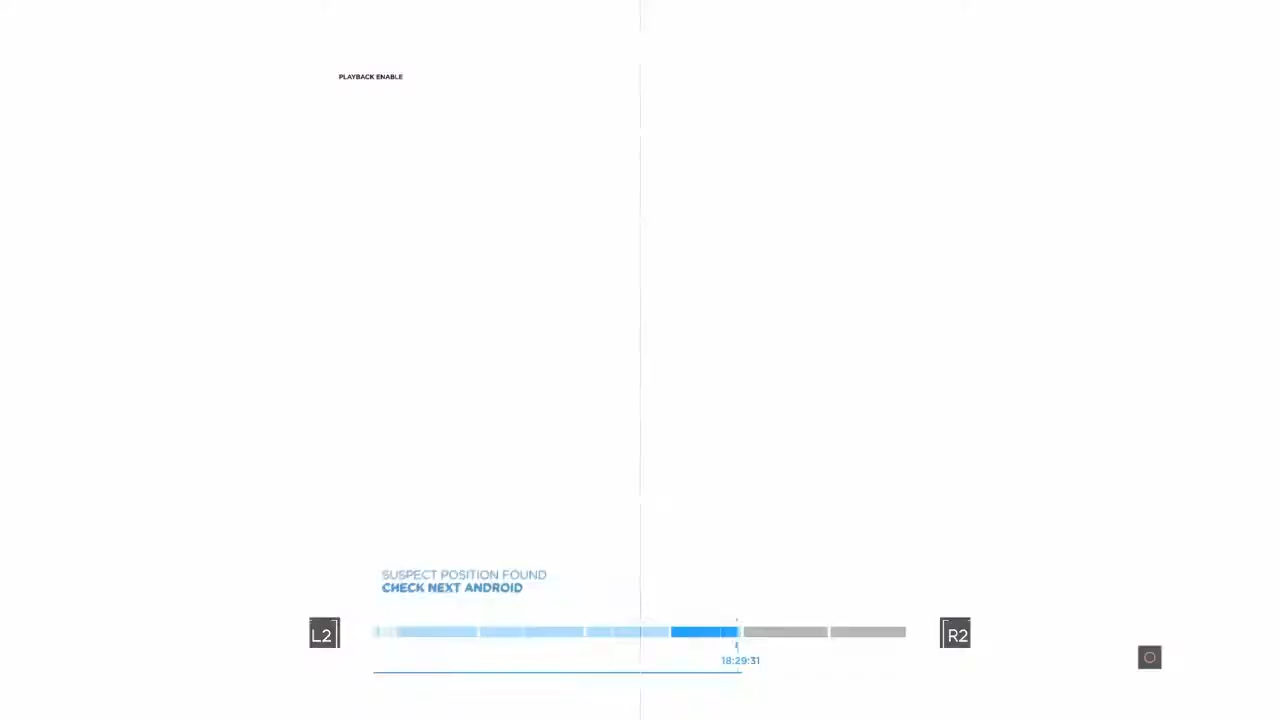 PLAYBACK ENABLE
SUSPECT POSITION FOUND
CHECK NEXT ANDROID
L2
R2
18:29:31